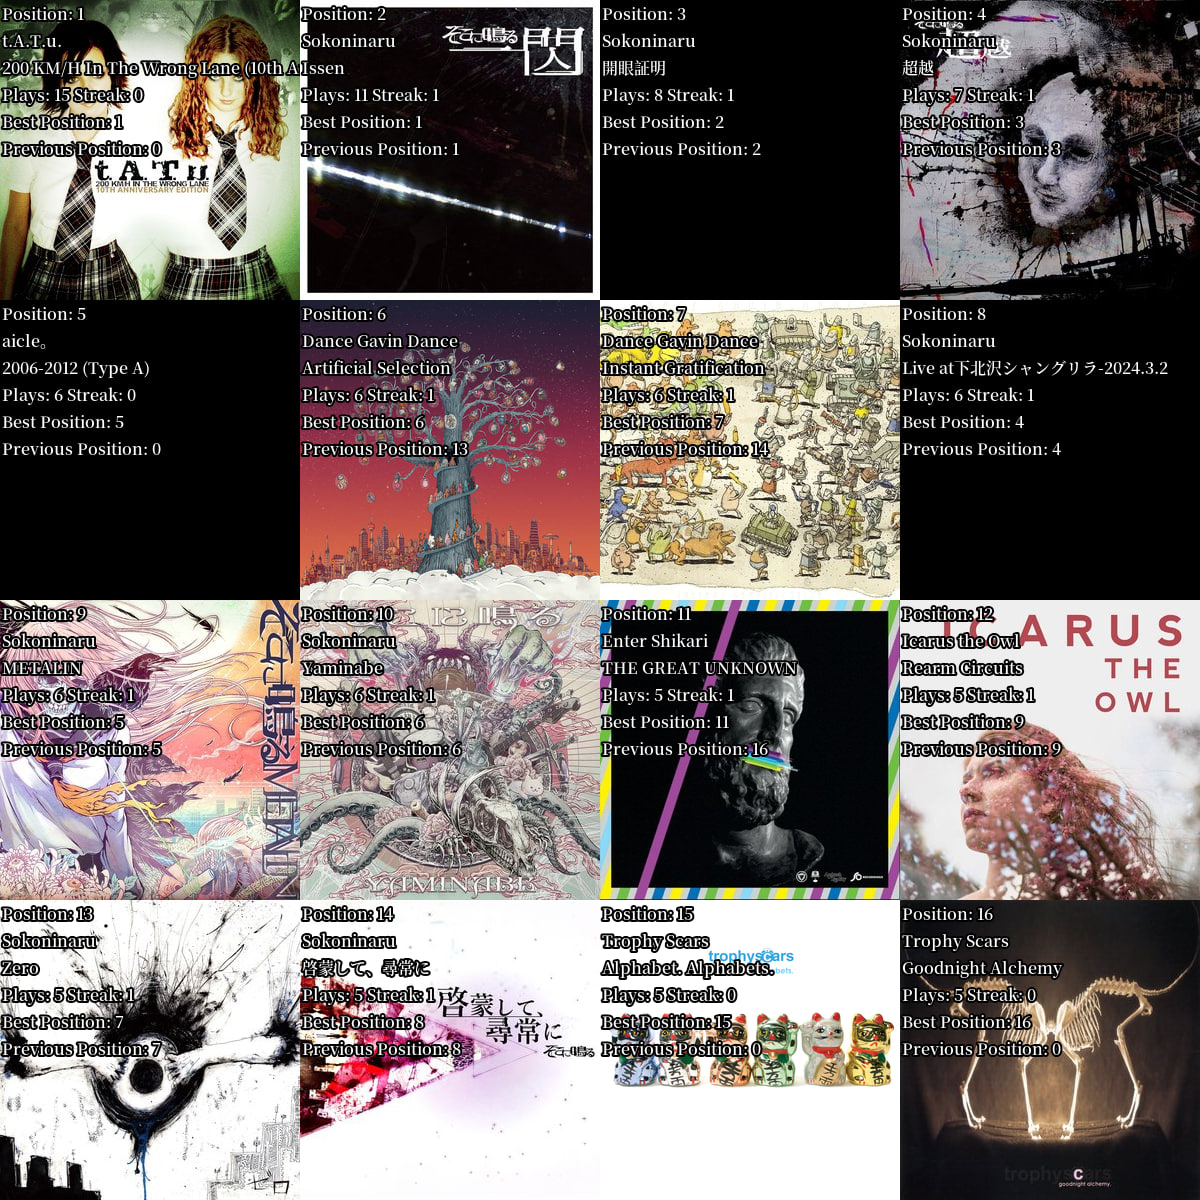 Position: 1
t.A.T.u.
200 KM/H In The Wrong Lane (10th A
Plays: 15 Streak: 0
Best Position: 1
Previous Position: 0
t.A.T.u.
200 KM/H IN THE WRONG LANE
10TH ANNIVERSARY EDITION
Position: 2
Sokoninaru
Issen
Plays: 11 Streak: 1
Best Position: 1
Previous Position: 1
そこに鳴る
一閃
Position: 3
Sokoninaru
開眼証明
Plays: 8 Streak: 1
Best Position: 2
Previous Position: 2
Position: 4
Sokoninaru
超越
Plays: 7 Streak: 1
Best Position: 3
Previous Position: 3
超越
Position: 5
aicle。
2006-2012 (Type A)
Plays: 6 Streak: 0
Best Position: 5
Previous Position: 0
Position: 6
Dance Gavin Dance
Artificial Selection
Plays: 6 Streak: 1
Best Position: 6
Previous Position: 13
Position: 7
Dance Gavin Dance
Instant Gratification
Plays: 6 Streak: 1
Best Position: 7
Previous Position: 14
Position: 8
Sokoninaru
Live at下北沢シャングリラ-2024.3.2
Plays: 6 Streak: 1
Best Position: 4
Previous Position: 4
Position: 9
Sokoninaru
METALIN
Plays: 6 Streak: 1
Best Position: 5
Previous Position: 5
そこに鳴る METALIN
Position: 10
Sokoninaru
Yaminabe
Plays: 6 Streak: 1
Best Position: 6
Previous Position: 6
こに鳴る
YAMINABE
Position: 11
Enter Shikari
THE GREAT UNKNOWN
Plays: 5 Streak: 1
Best Position: 11
Previous Position: 16
Position: 12
Icarus the Owl
Rearm Circuits
Plays: 5 Streak: 1
Best Position: 9
Previous Position: 9
ICARUS
THE
OWL
Position: 13
Sokoninaru
Zero
Plays: 5 Streak: 1
Best Position: 7
Previous Position: 7
ゼロ
Position: 14
Sokoninaru
啓蒙して、尋常に
Plays: 5 Streak: 1
Best Position: 8
Previous Position: 8
啓蒙して、
尋常に
そこに鳴る
Position: 15
Trophy Scars
Alphabet. Alphabets.
Plays: 5 Streak: 0
Best Position: 15
Previous Position: 0
trophyscars
Position: 16
Trophy Scars
Goodnight Alchemy
Plays: 5 Streak: 0
Best Position: 16
Previous Position: 0
trophyscars
goodnight alchemy.